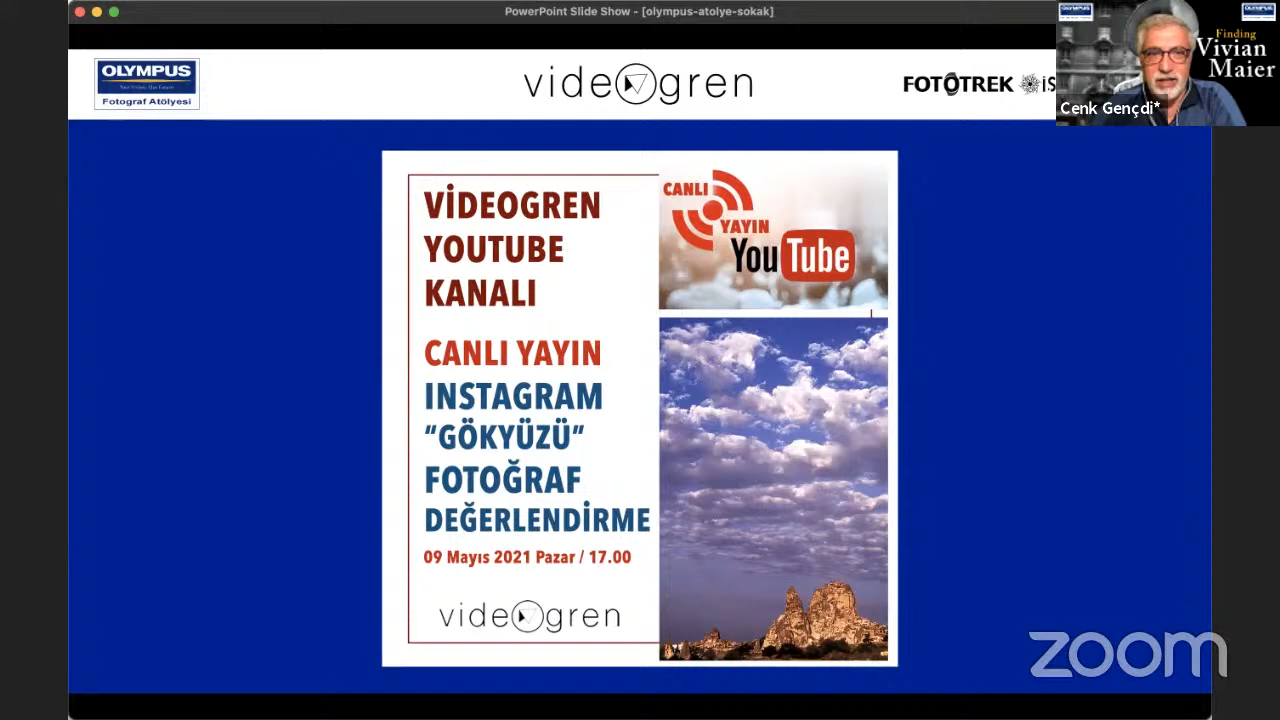 PowerPoint Slide Show - [olympus-atolye-sokak]
OLYMPUS
Fotograf Atölyesi
videogren
FOTOTREK
Finding
Vivian
Maier
Cenk Gençdi*
VİDEOGREN
YOUTUBE
KANALI
CANLI
YAYIN
YouTube
CANLI YAYIN
INSTAGRAM
“GÖKYÜZÜ”
FOTOĞRAF
DEĞERLENDİRME
09 Mayıs 2021 Pazar / 17.00
videogren
zoom